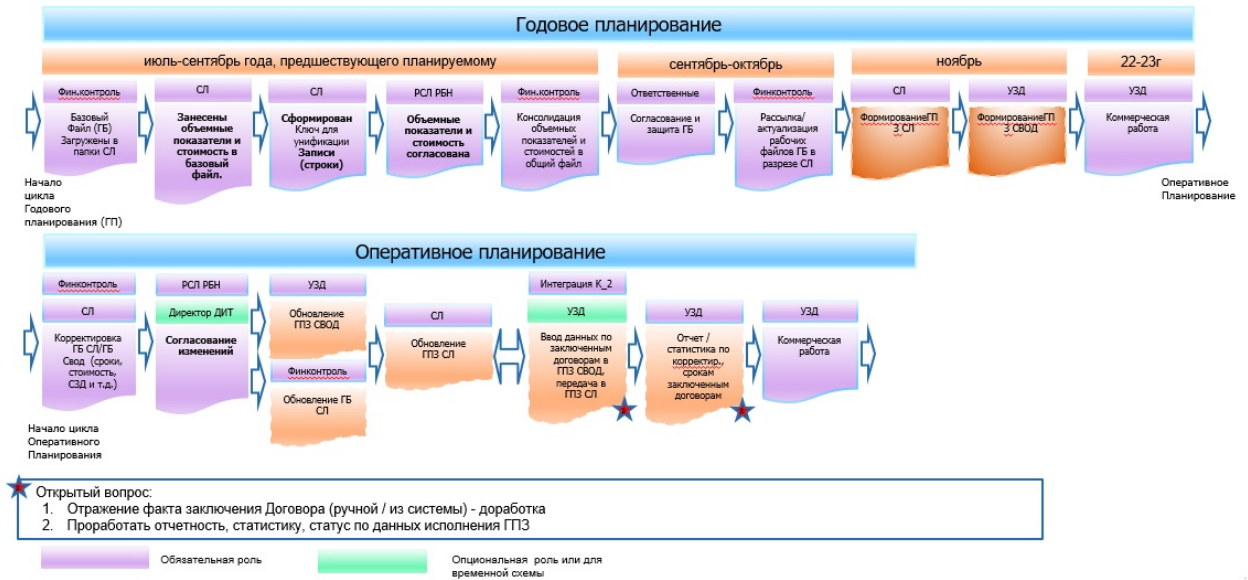 Годовое планирование
июль-сентябрь года, предшествующего планируемому
сентябрь-октябрь
ноябрь
22-23г
Фин.контроль
Базовый
Файл (ГБ)
Загружены в
папки СЛ
СЛ
Занесены
объемные
показатели и
стоимость в
базовый
файл.
СЛ
Сформирован
Ключ для
унификации
Записи
(строки)
РСЛ РБН
Объемные
показатели и
стоимость
согласована
Фин.контроль
Консолидация
объемных
показателей и
стоимостей в
общий файл
Ответственные
Согласование и
защита ГБ
Финконтроль
Рассылка/
актуализация
рабочих
файлов ГБ в
разрезе СЛ
СЛ
ФормированиеГП
З СЛ
УЗД
ФормированиеГП
З СВОД
УЗД
Коммерческая
работа
Начало
цикла
Годового
планирования (ГП)
Оперативное
Планирование
Оперативное планирование
Финконтроль
СЛ
Корректировка
ГБ СЛ/ГБ
Свод (сроки,
стоимость,
СЗД и т.д.)
РСЛ РБН
Директор ДИТ
Согласование
изменений
УЗД
Обновление
ГПЗ СВОД
Финконтроль
Обновление ГБ
СЛ
СЛ
Обновление
ГПЗ СЛ
Интеграция К_2
УЗД
Ввод данных по
заключенным
договорам в
ГПЗ СВОД,
передача в
ГПЗ СЛ
УЗД
Отчет /
статистика по
корректир.,
срокам
заключенным
договорам
УЗД
Коммерческая
работа
Начало цикла
Оперативного
Планирования
Открытый вопрос:
1. Отражение факта заключения Договора (ручной / из системы) - доработка
2. Проработать отчетность, статистику, статус по данных исполнения ГПЗ
Обязательная роль
Опциональная роль или для
временной схемы